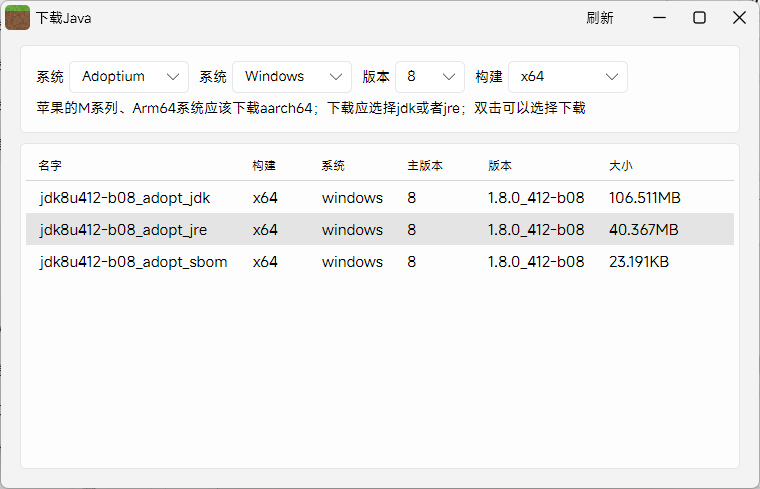 下载Java 刷新
系统 Adoptium 系统 Windows 版本 8 构建 x64
苹果的M系列、Arm64系统应该下载aarch64；下载应选择jdk或者jre；双击可以选择下载
名字 构建 系统 主版本 版本 大小
jdk8u412-b08_adopt_jdk x64 windows 8 1.8.0_412-b08 106.511MB
jdk8u412-b08_adopt_jre x64 windows 8 1.8.0_412-b08 40.367MB
jdk8u412-b08_adopt_sbom x64 windows 8 1.8.0_412-b08 23.191KB